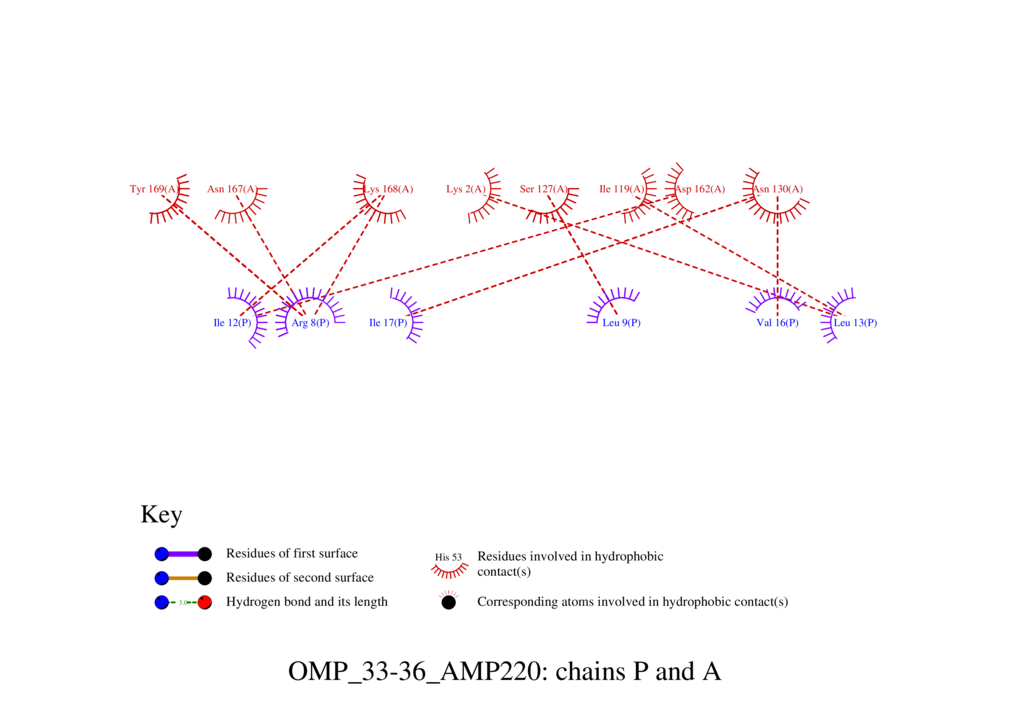 Tyr 169(A) Asn 167(A) Lys 168(A) Lys 2(A) Ser 127(A) Ile 119(A) Asp 162(A) Asn 130(A)
Ile 12(P) Arg 8(P) Ile 17(P) Leu 9(P) Val 16(P) Leu 13(P)
Key
Residues of first surface
Residues of second surface
3.0
Hydrogen bond and its length
His 53
Residues involved in hydrophobic
contact(s)
Corresponding atoms involved in hydrophobic contact(s)
OMP_33-36_AMP220: chains P and A